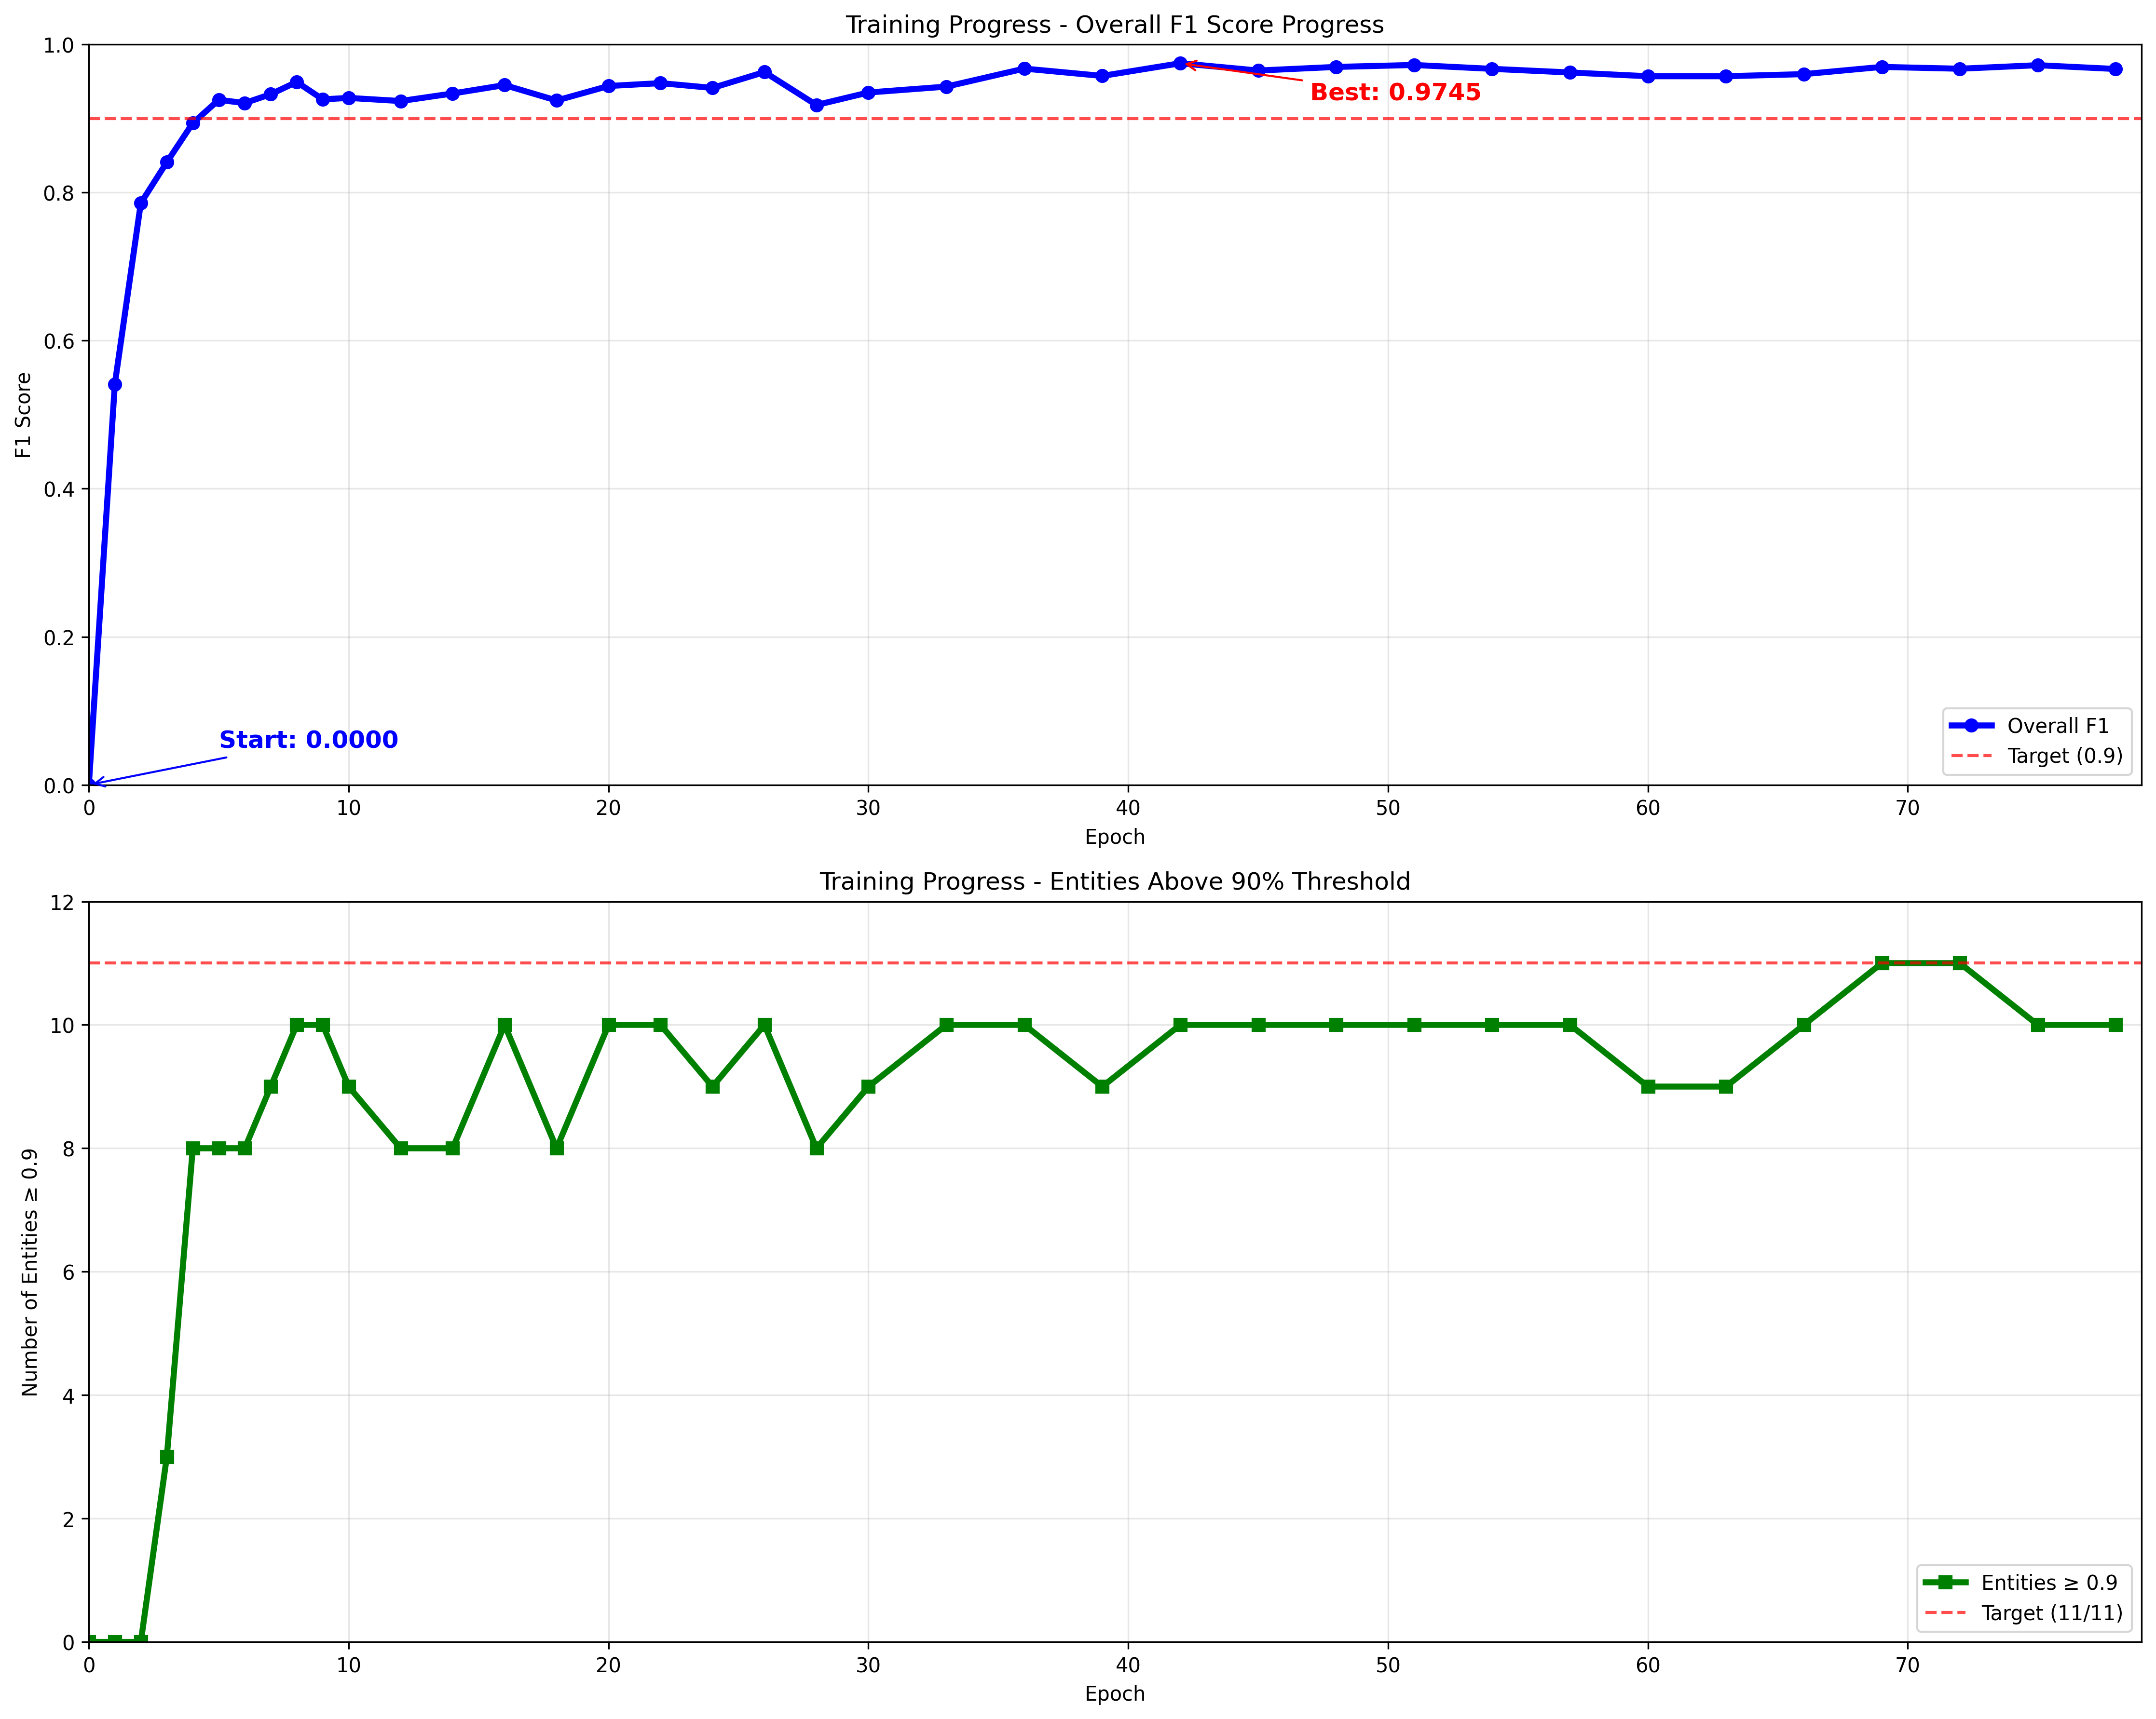 Training Progress - Overall F1 Score Progress
1.0
0.8
0.6
0.4
0.2
0.0
F1 Score
Best: 0.9745
Start: 0.0000
Overall F1
Target (0.9)
0 10 20 30 40 50 60 70
Epoch
Training Progress - Entities Above 90% Threshold
12
10
8
6
4
2
0
Number of Entities ≥ 0.9
Entities ≥ 0.9
Target (11/11)
0 10 20 30 40 50 60 70
Epoch